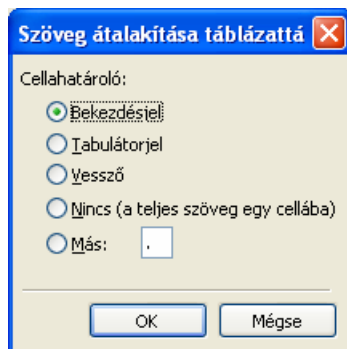 Szöveg átalakítása táblázattá
Cellahatároló:
Bekezdésjel
Tabulátorjel
Vessző
Nincs (a teljes szöveg egy cellába)
Más: .
OK Mégse